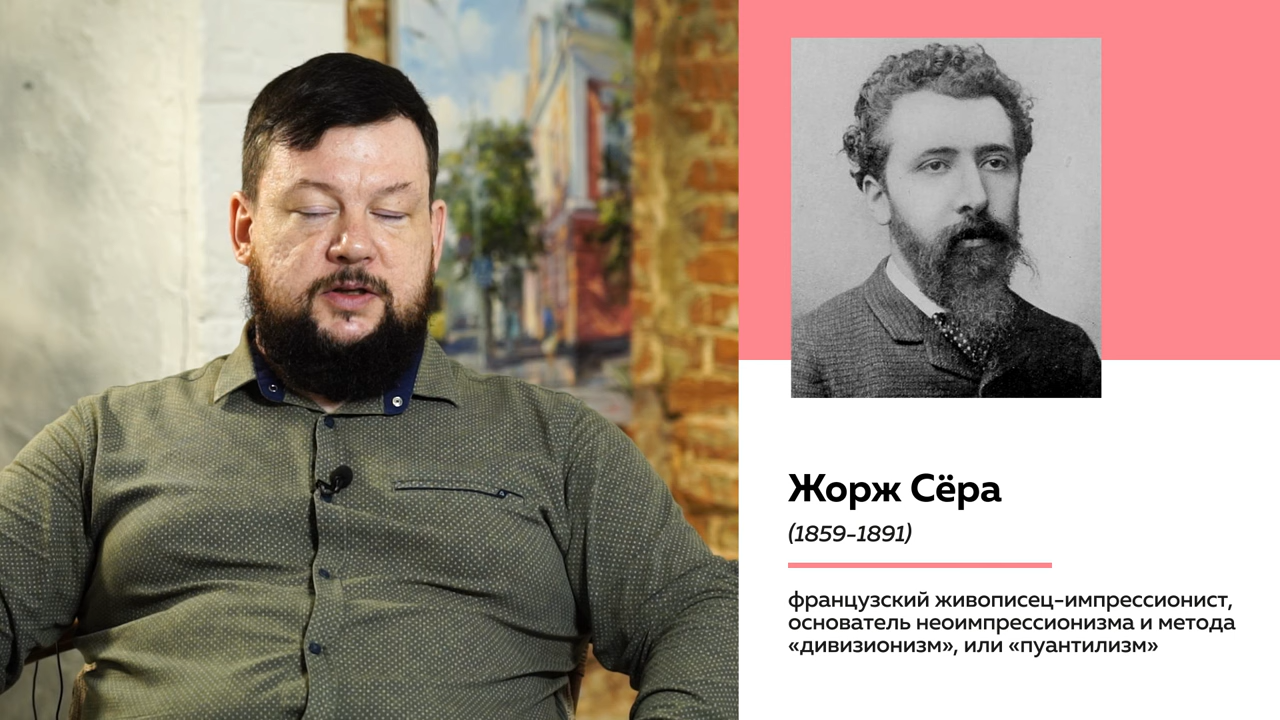 Жорж Сёра
(1859-1891)
французский живописец-импрессионист,
основатель неоимпрессионизма и метода
«дивизионизм», или «пуантилизм»